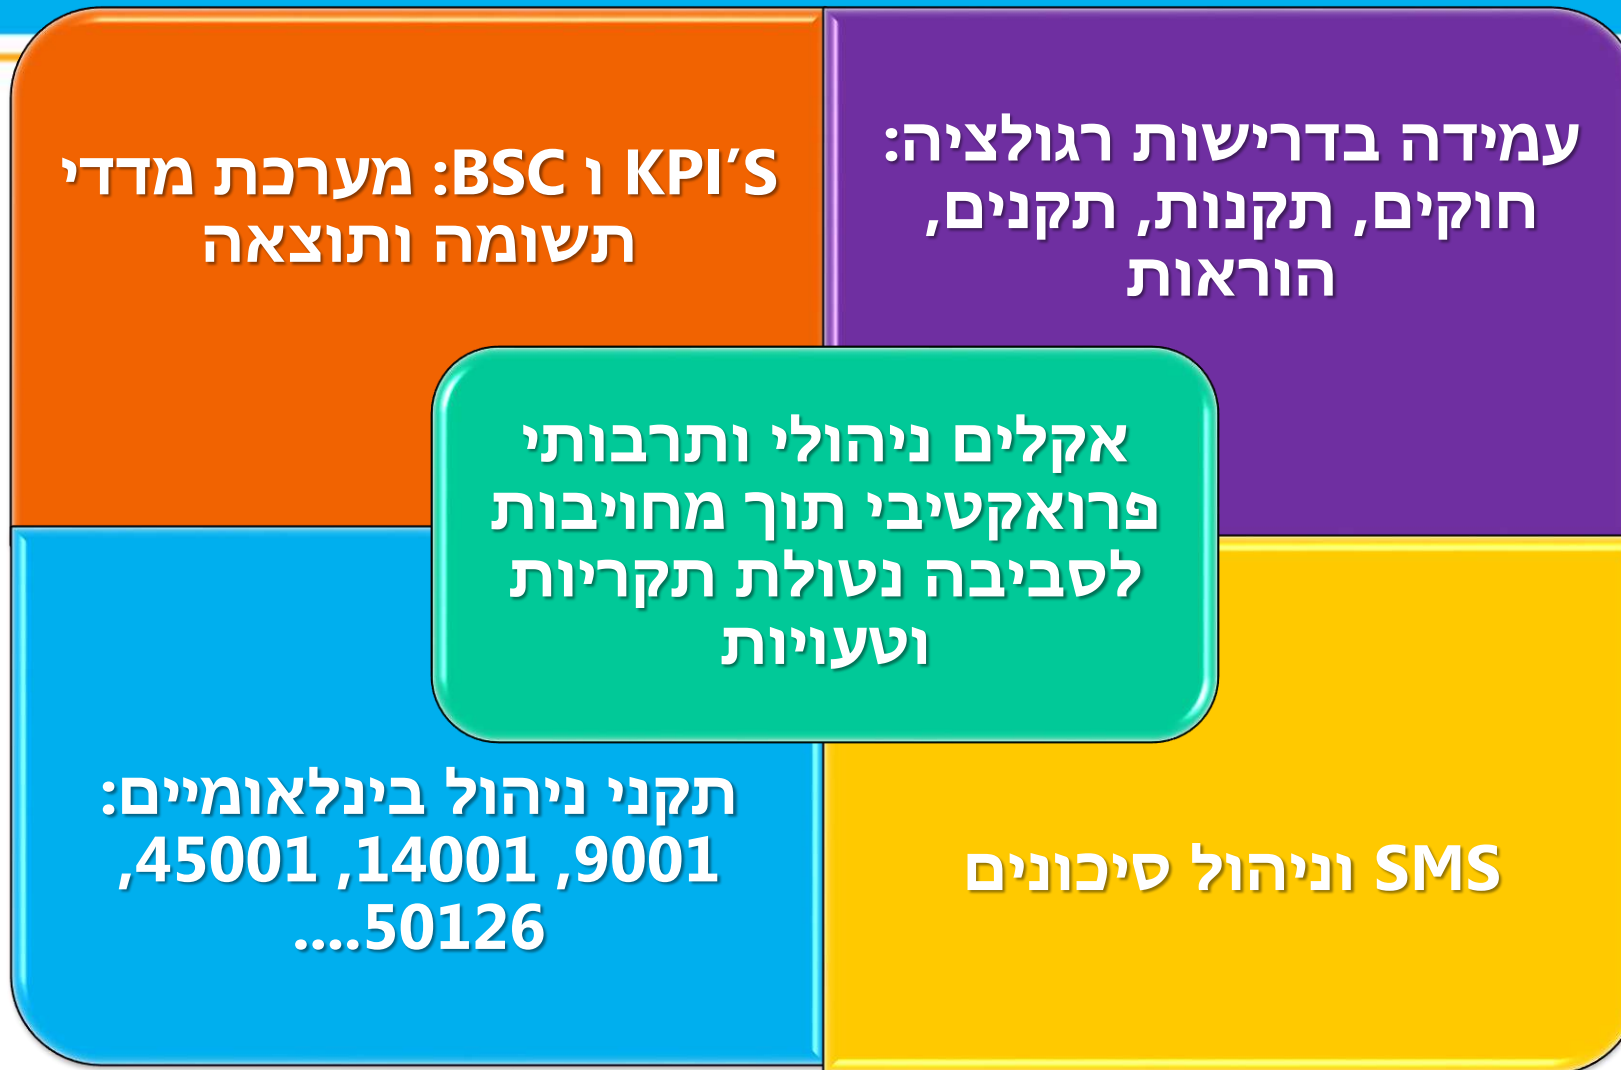 עמידה בדרישות רגולציה:
חוקים, תקנות, תקנים,
הוראות
KPI'S ו BSC: מערכת מדדי
תשומה ותוצאה
אקלים ניהולי ותרבותי
פרואקטיבי תוך מחויבות
לסביבה נטולת תקריות
וטעויות
SMS וניהול סיכונים
תקני ניהול בינלאומיים:
9001, 14001, 45001,
50126....